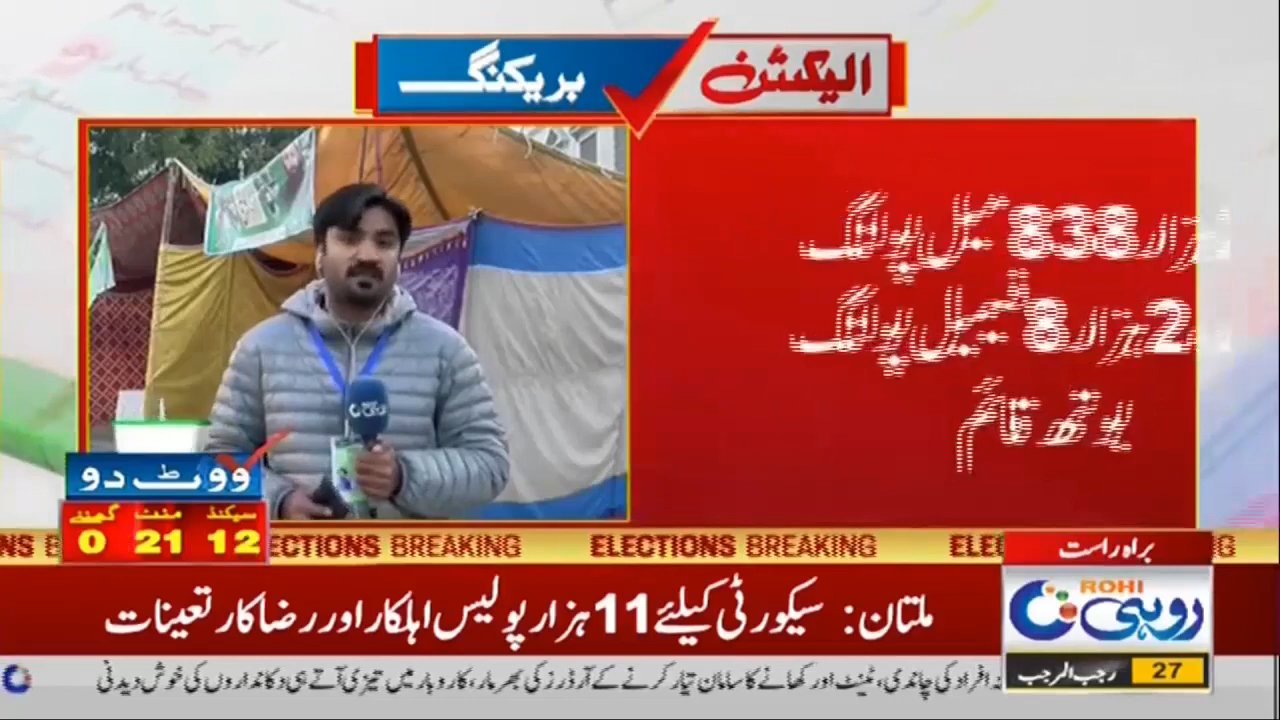 الیکشن بریکنگ
ہزار 838 میل پولنگ
2 ہزار 8 فیمیل پولنگ
بوتھ قائم
ووٹ دو
سیکنڈ منٹ گھنٹے
12 21 0
ELECTIONS BREAKING ELECTIONS BREAKING
براہ راست
ملتان: سیکورٹی کیلئے 11 ہزار پولیس اہلکار اور رضا کار تعینات
ROHI
روہی
افراد کی چاندی، ٹینٹ اور کھانے کا سامان تیار کرنے کے آرڈرز کی بھرمار، کاروبار میں تیزی آتے ہی دکانداروں کی خوش دیدنی
27 رجب المرجب